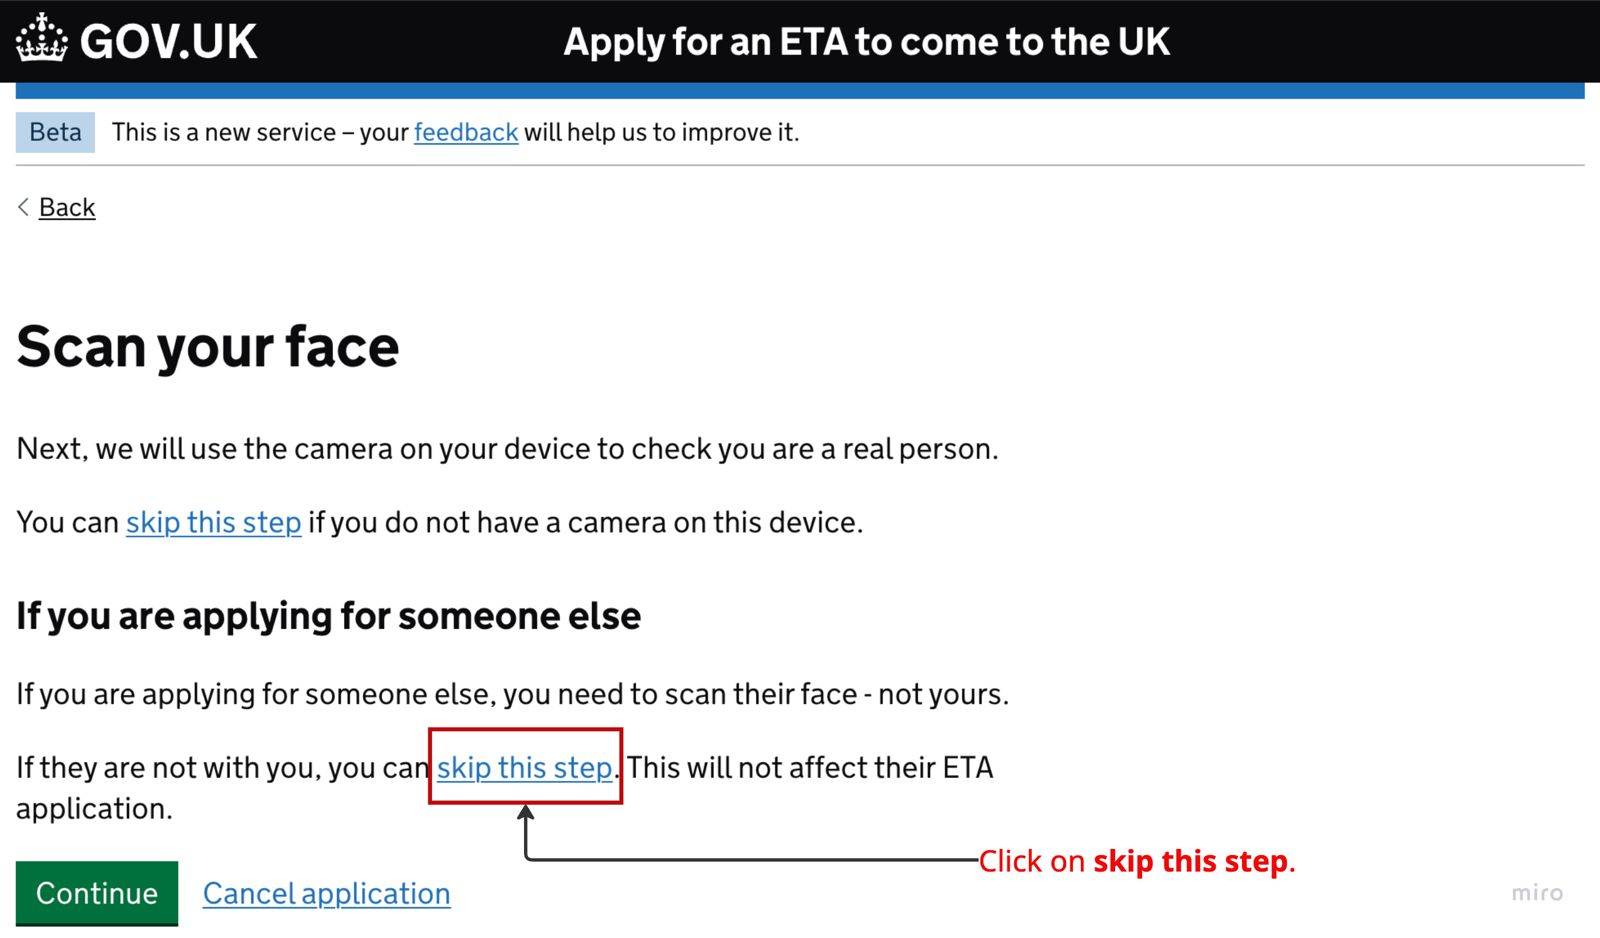 GOV.UK
Apply for an ETA to come to the UK
Beta
This is a new service – your feedback will help us to improve it.
Back
Scan your face
Next, we will use the camera on your device to check you are a real person.
You can skip this step if you do not have a camera on this device.
If you are applying for someone else
If you are applying for someone else, you need to scan their face - not yours.
If they are not with you, you can skip this step. This will not affect their ETA
application.
Click on skip this step.
Continue
Cancel application
miro